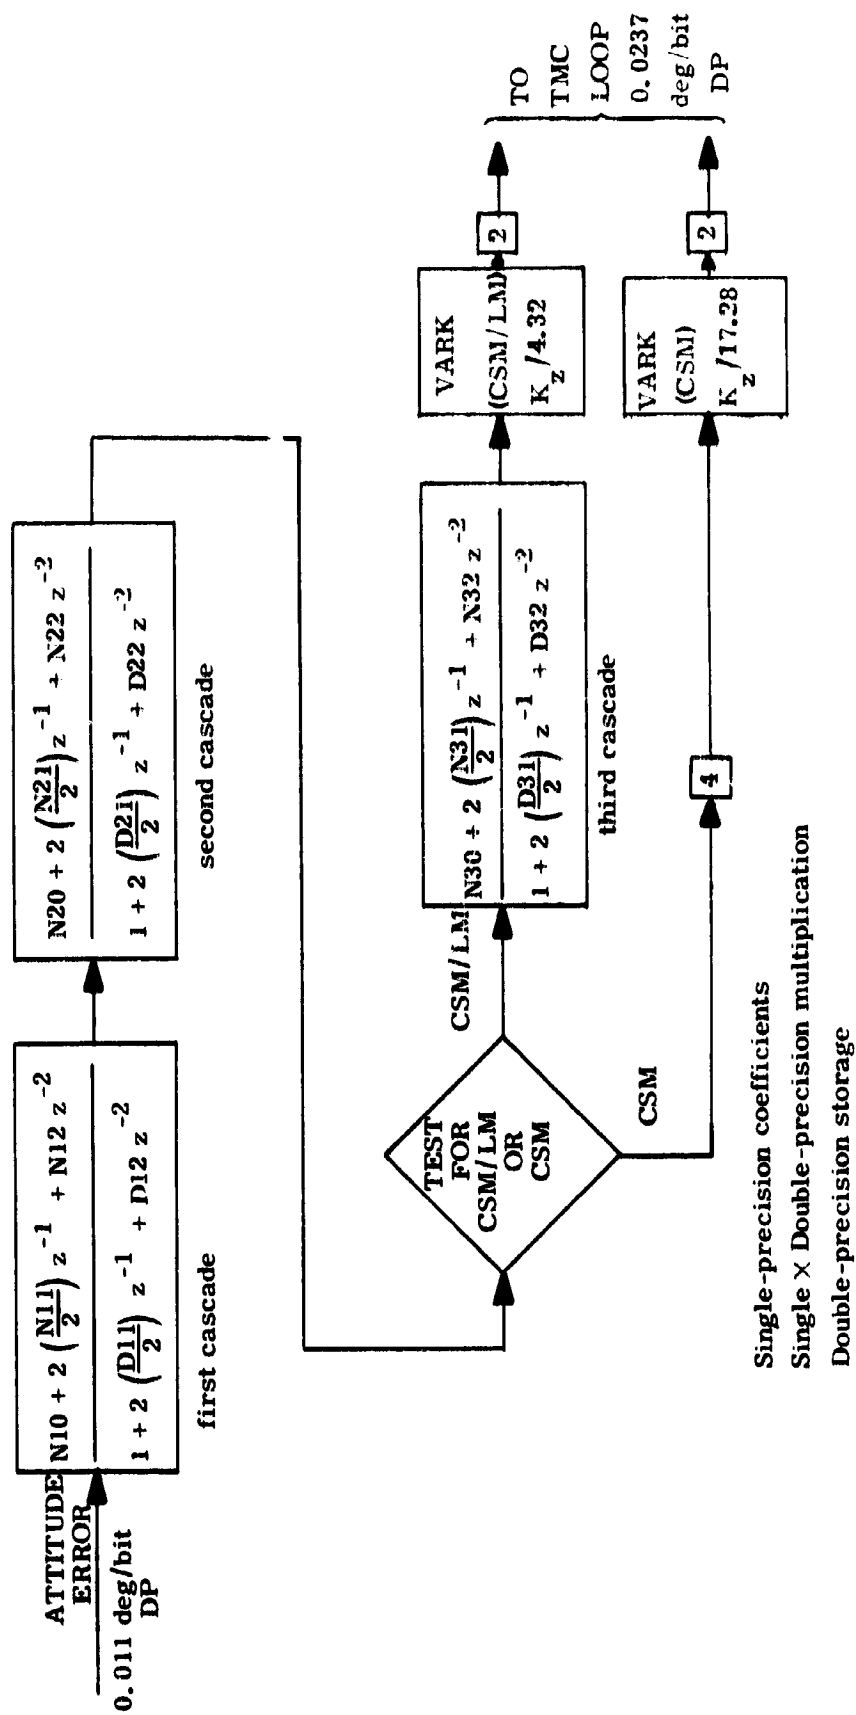 ATTITUDE
ERROR
0.011 deg/bit
DP
N10 + 2 (N11/2) z^-1 + N12 z^-2
1 + 2 (D11/2) z^-1 + D12 z^-2
first cascade
N20 + 2 (N21/2) z^-1 + N22 z^-2
1 + 2 (D21/2) z^-1 + D22 z^-2
second cascade
TEST
FOR
CSM/LM
OR
CSM
CSM/LM
N30 + 2 (N31/2) z^-1 + N32 z^-2
1 + 2 (D31/2) z^-1 + D32 z^-2
third cascade
VARK
(CSM/LM)
K_z/4.32
2
CSM
4
VARK
(CSM)
K_z/17.28
2
TO
TMC
LOOP
0.0237
deg/bit
DP
Single-precision coefficients
Single × Double-precision multiplication
Double-precision storage